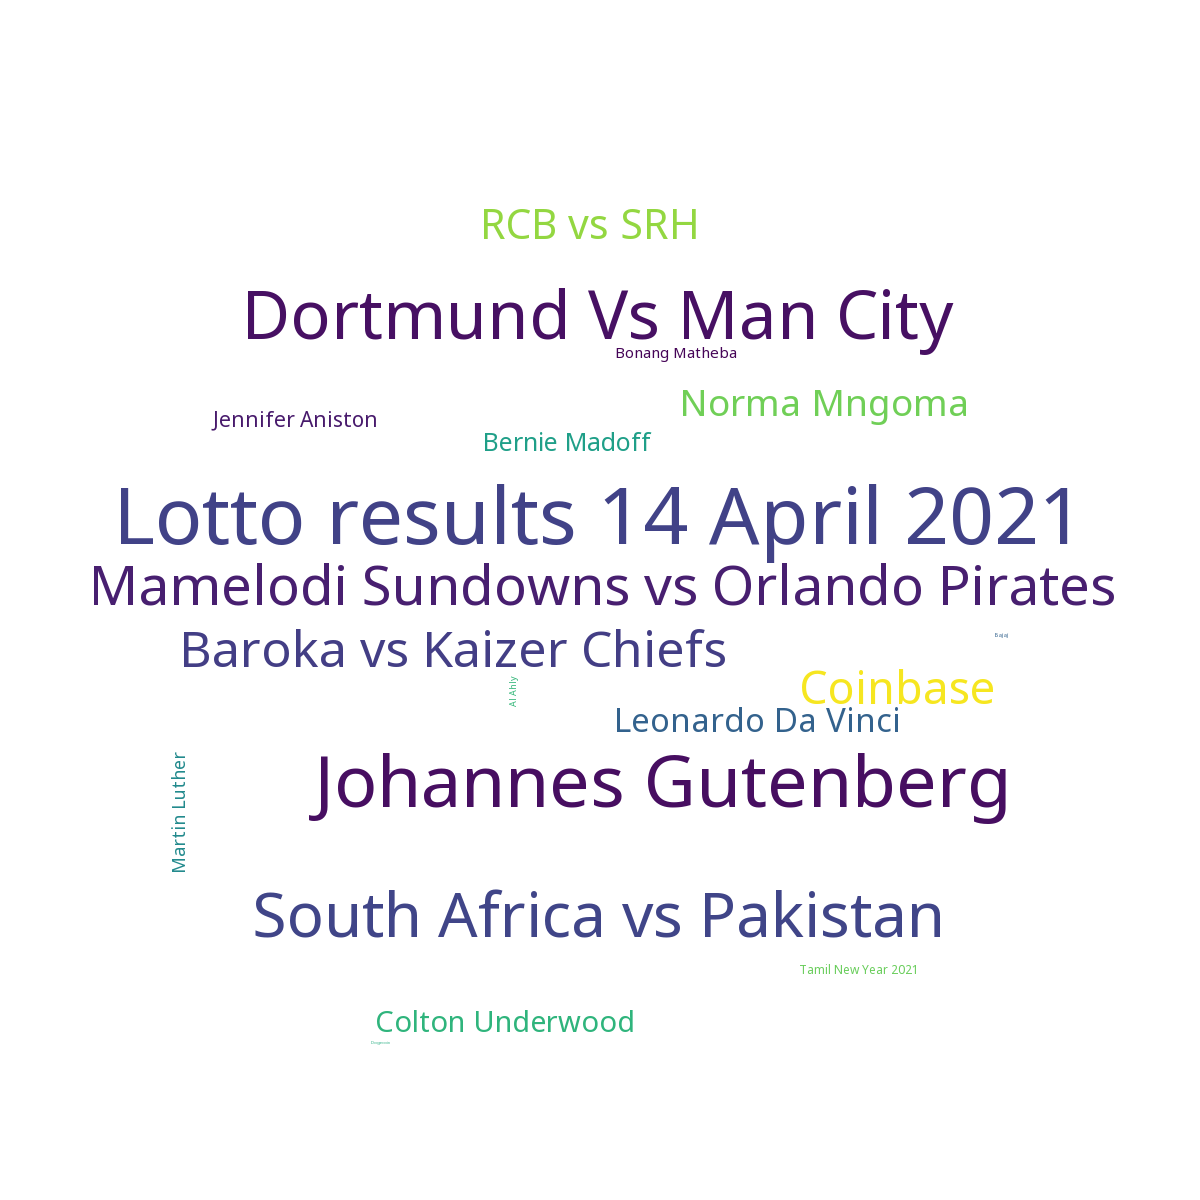 RCB vs SRH
Dortmund Vs Man City
Bonang Matheba
Norma Mngoma
Jennifer Aniston
Bernie Madoff
Lotto results 14 April 2021
Mamelodi Sundowns vs Orlando Pirates
Baroka vs Kaizer Chiefs
Bajaj
Coinbase
Al Ahly
Leonardo Da Vinci
Johannes Gutenberg
Martin Luther
South Africa vs Pakistan
Tamil New Year 2021
Colton Underwood